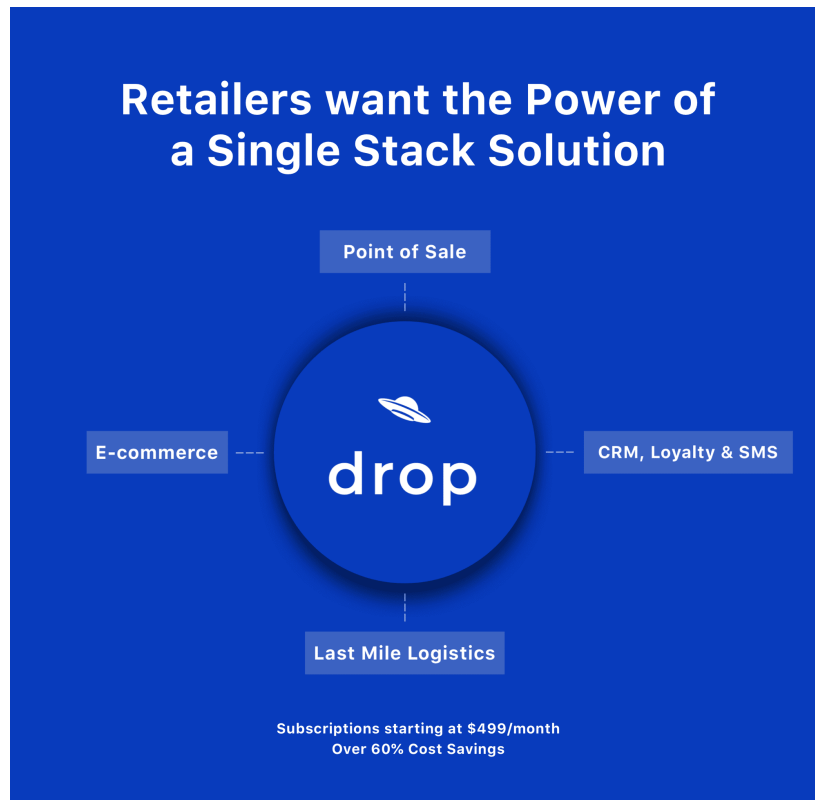 Retailers want the Power of
a Single Stack Solution
Point of Sale
E-commerce
drop
CRM, Loyalty & SMS
Last Mile Logistics
Subscriptions starting at $499/month
Over 60% Cost Savings